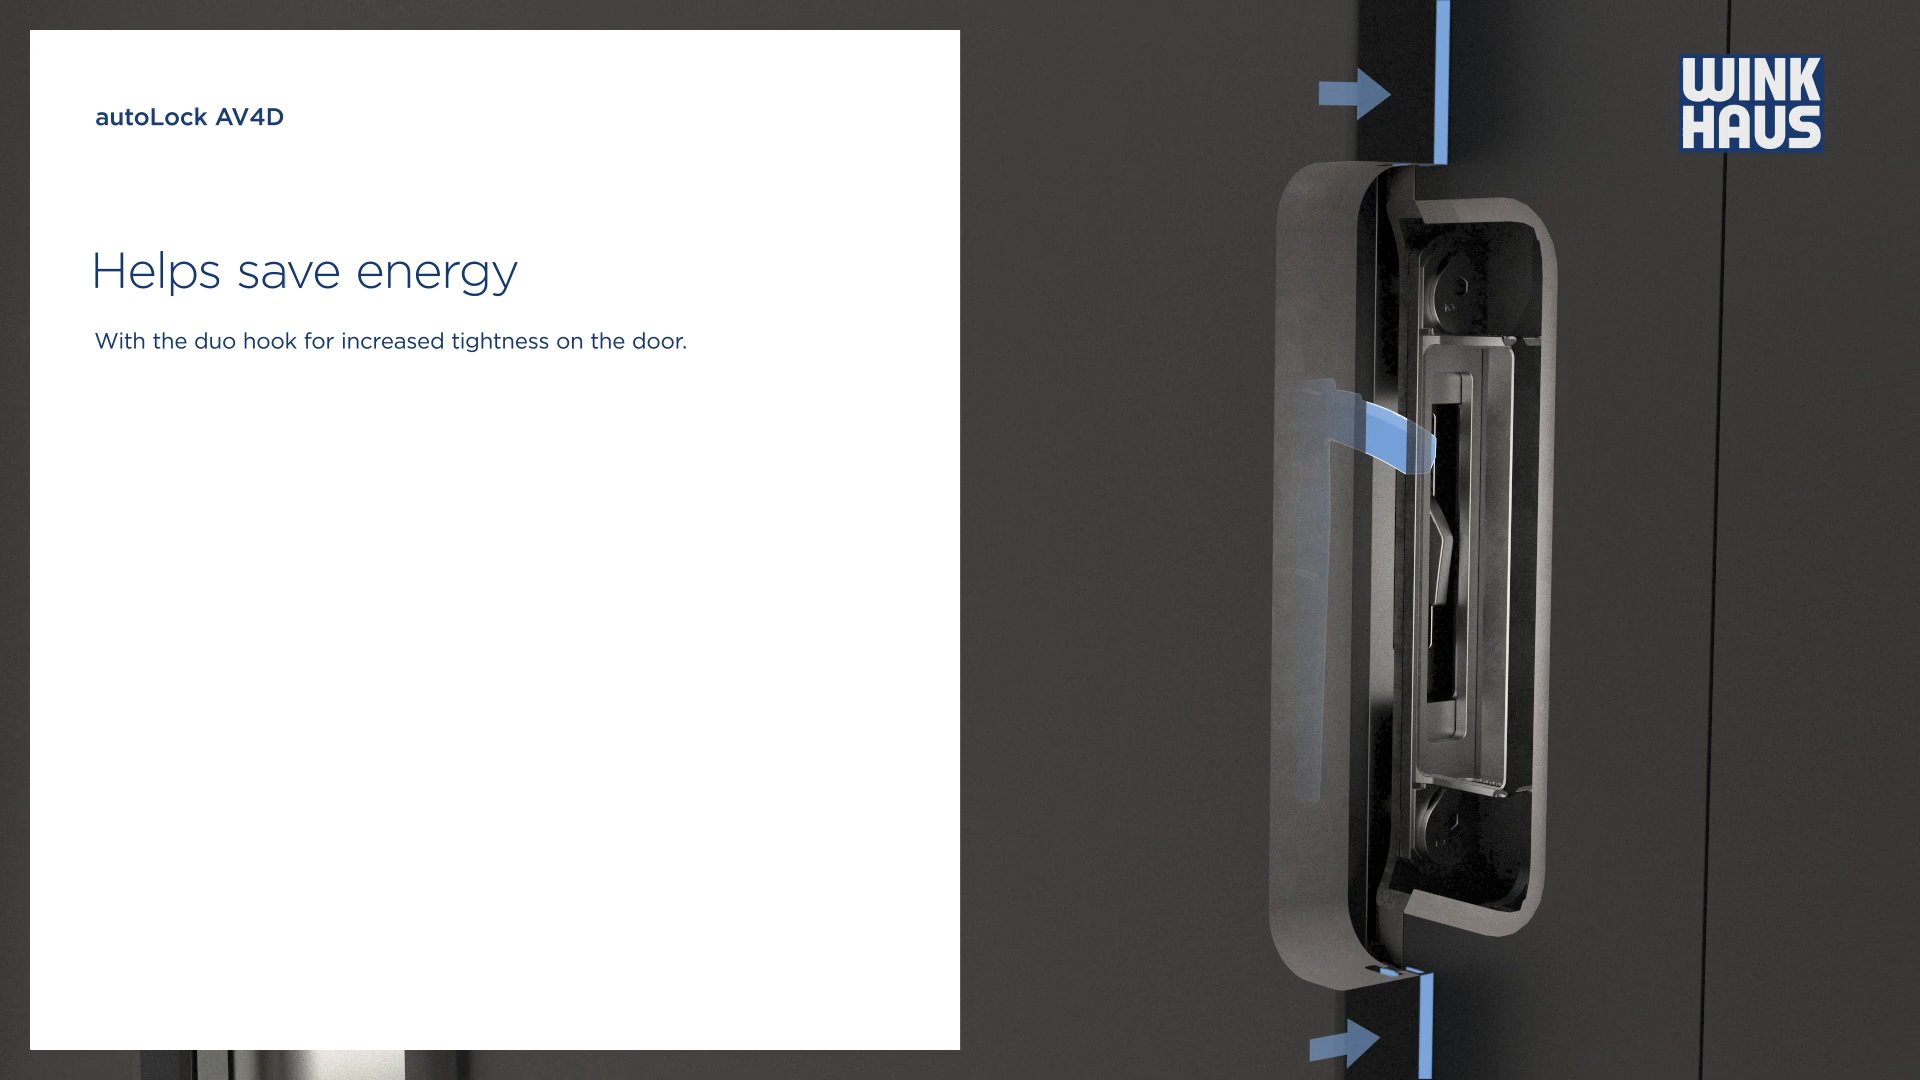 autoLock AV4D
WINK
HAUS
Helps save energy
With the duo hook for increased tightness on the door.